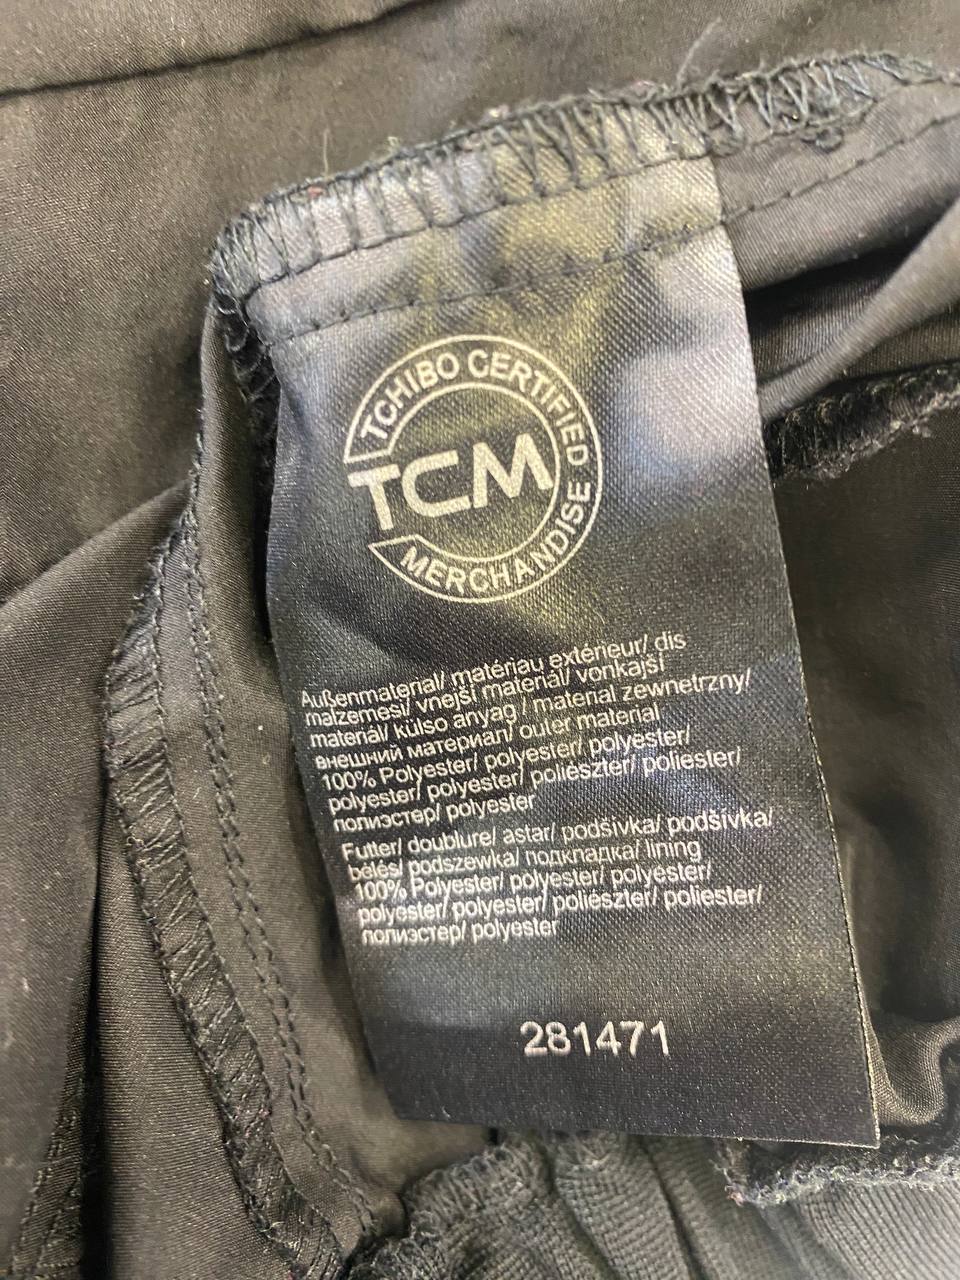 TCHIBO CERTIFIED
TCM
MERCHANDISE
Außenmaterial/ matériau extérieur/ dis
malzemesi/ vnejší materiál/ vonkajší
materiál/ külso anyag / material zewnetrzny/
внешний материал/ outer material
100% Polyester/ polyester/ polyester/
polyester/ polyester/ poliészter/ poliester/
полиэстер/ polyester
Futter/ doublure/ astar/ podšívka/ podšívka/
belés/ podszewka/ подкладка/ lining
100% Polyester/ polyester/ polyester/
polyester/ polyester/ poliészter/ poliester/
полиэстер/ polyester
281471